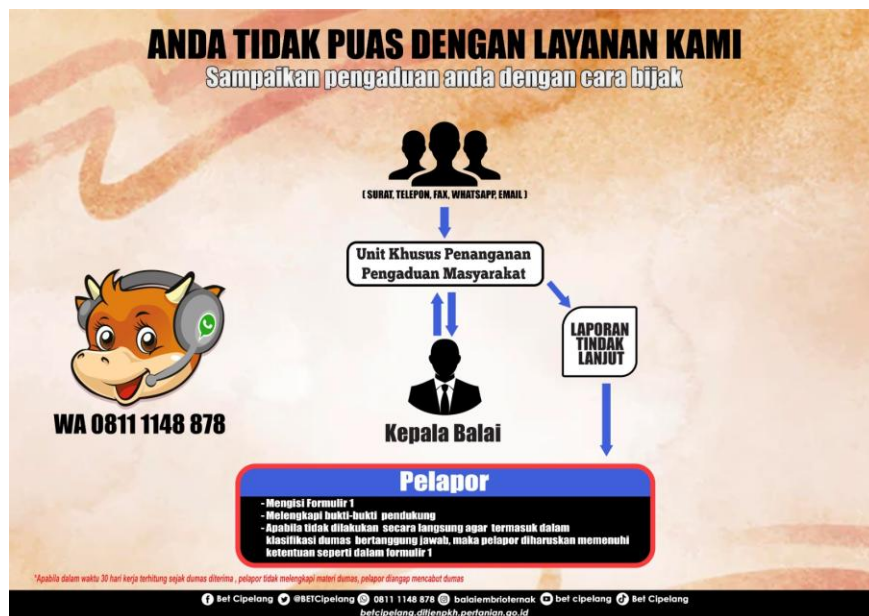 ANDA TIDAK PUAS DENGAN LAYANAN KAMI
Sampaikan pengaduan anda dengan cara bijak
( SURAT, TELEPON, FAX, WHATSAPP, EMAIL )
Unit Khusus Penanganan
Pengaduan Masyarakat
LAPORAN
TINDAK
LANJUT
WA 0811 1148 878
Kepala Balai
Pelapor
- Mengisi Formulir 1
- Melengkapi bukti-bukti pendukung
- Apabila tidak dilakukan secara langsung agar termasuk dalam
klasifikasi dumas bertanggung jawab, maka pelapor diharuskan memenuhi
ketentuan seperti dalam formulir 1
*Apabila dalam waktu 30 hari kerja terhitung sejak dumas diterima , pelapor tidak melengkapi materi dumas, pelapor diangap mencabut dumas
Bet Cipelang @BETCipelang 0811 1148 878 balaiembrioternak bet cipelang Bet Cipelang
betcipelang.ditjenpkh.pertanian.go.id